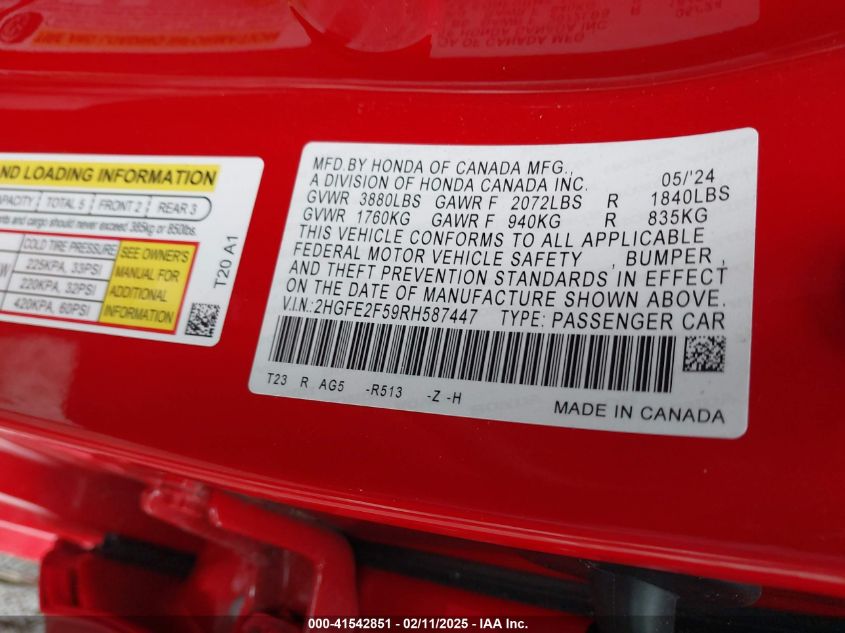 AND LOADING INFORMATION
TOTAL 5 FRONT 2 REAR 3
and cargo should never exceed 385kg or 850lbs.
COLD TIRE PRESSURE
225KPA, 33PSI
220KPA, 32PSI
420KPA, 60PSI
SEE OWNER'S
MANUAL FOR
ADDITIONAL
INFORMATION
T20 A1
MFD BY HONDA OF CANADA MFG.,
A DIVISION OF HONDA CANADA INC. 05/'24
GVWR 3880LBS GAWR F 2072LBS R 1840LBS
GVWR 1760KG GAWR F 940KG R 835KG
THIS VEHICLE CONFORMS TO ALL APPLICABLE
FEDERAL MOTOR VEHICLE SAFETY , BUMPER ,
AND THEFT PREVENTION STANDARDS IN EFFECT
ON THE DATE OF MANUFACTURE SHOWN ABOVE.
V.I.N.:2HGFE2F59RH587447 TYPE: PASSENGER CAR
T23 R AG5 -R513 -Z -H
MADE IN CANADA
000-41542851 - 02/11/2025 - IAA Inc.